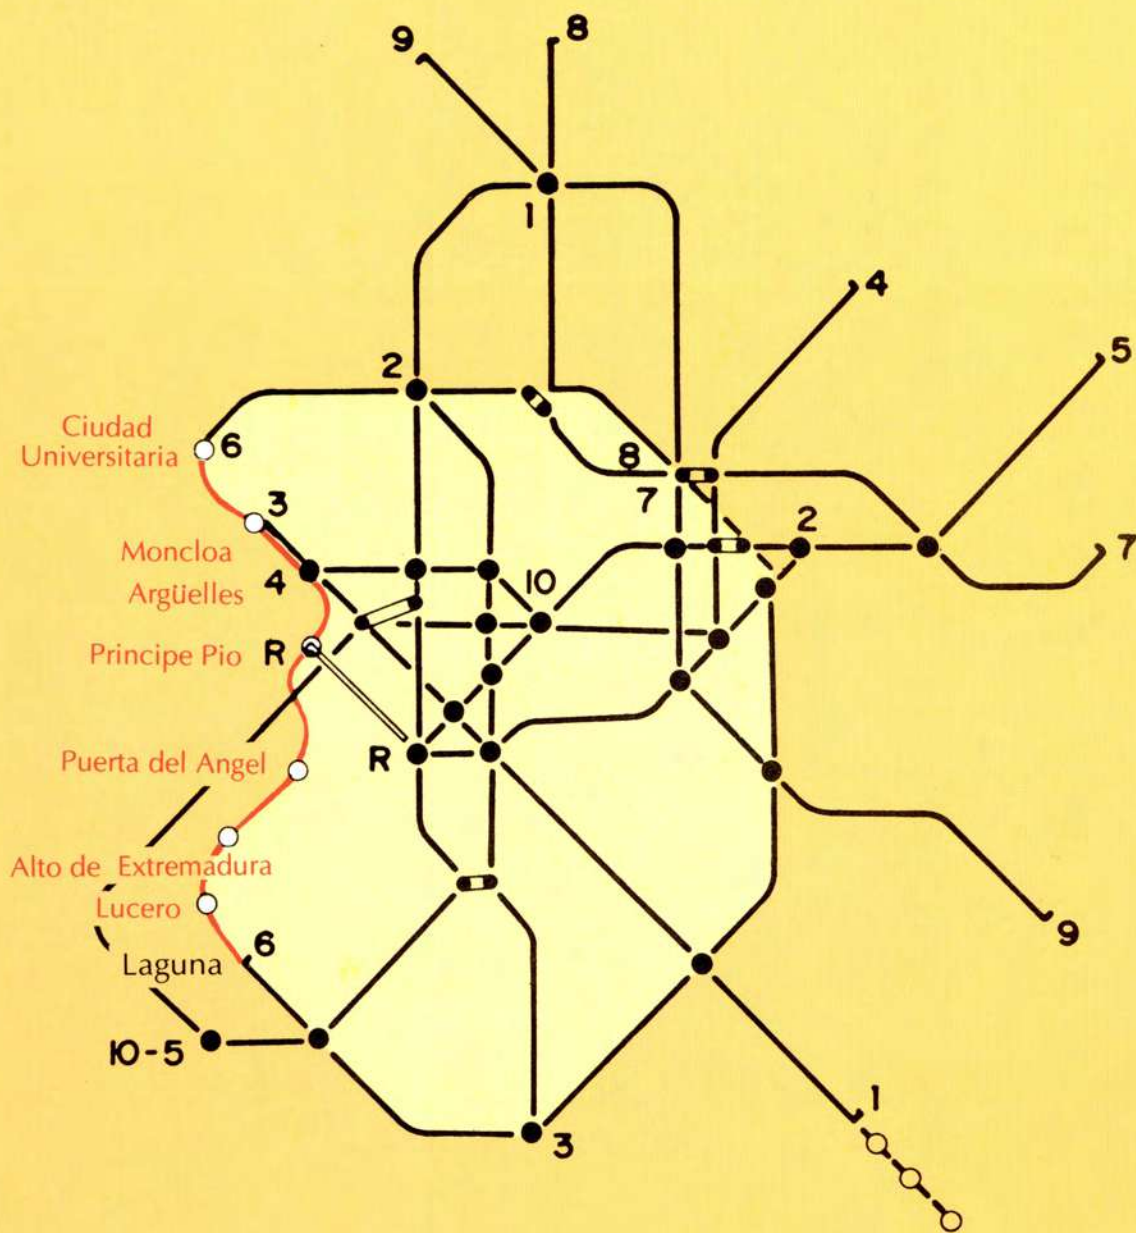 9
8
1
4
5
2
Ciudad
Universitaria
6
3
8
7
2
7
Moncloa
4
10
Argüelles
Principe Pio
R
Puerta del Angel
R
Alto de Extremadura
Lucero
9
6
Laguna
10-5
1
3